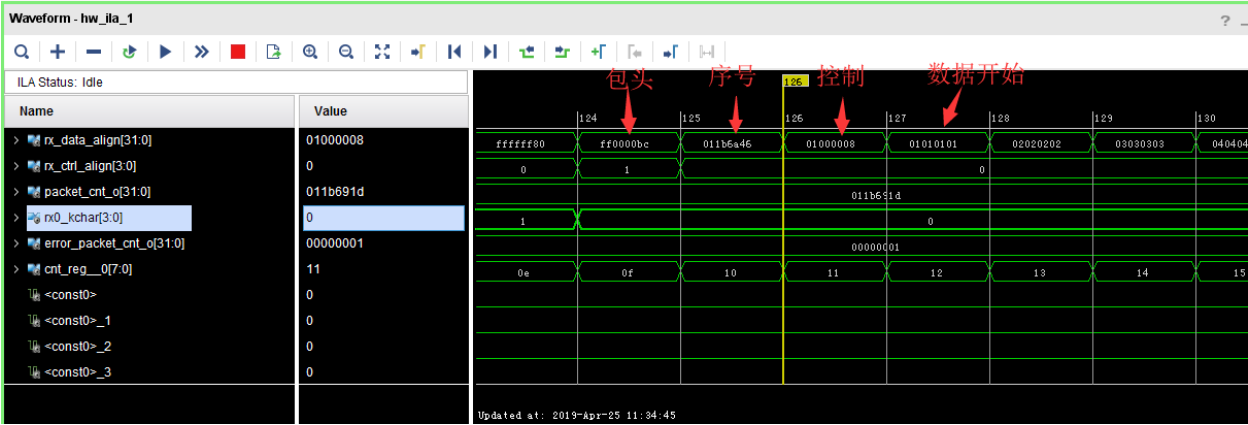 Waveform - hw_ila_1
?
ILA Status: Idle
Name Value
rx_data_align[31:0] 01000008
rx_ctrl_align[3:0] 0
packet_cnt_o[31:0] 011b691d
rx0_kchar[3:0] 0
error_packet_cnt_o[31:0] 00000001
cnt_reg__0[7:0] 11
<const0> 0
<const0>_1 0
<const0>_2 0
<const0>_3 0
包头 序号 126 控制 数据开始
124 125 126 127 128 129 130
ffffff80 ff0000bc 011b6a46 01000008 01010101 02020202 03030303 040404
0 1 0
011b691d
1 0
00000001
0e 0f 10 11 12 13 14 15
Updated at: 2019-Apr-25 11:34:45